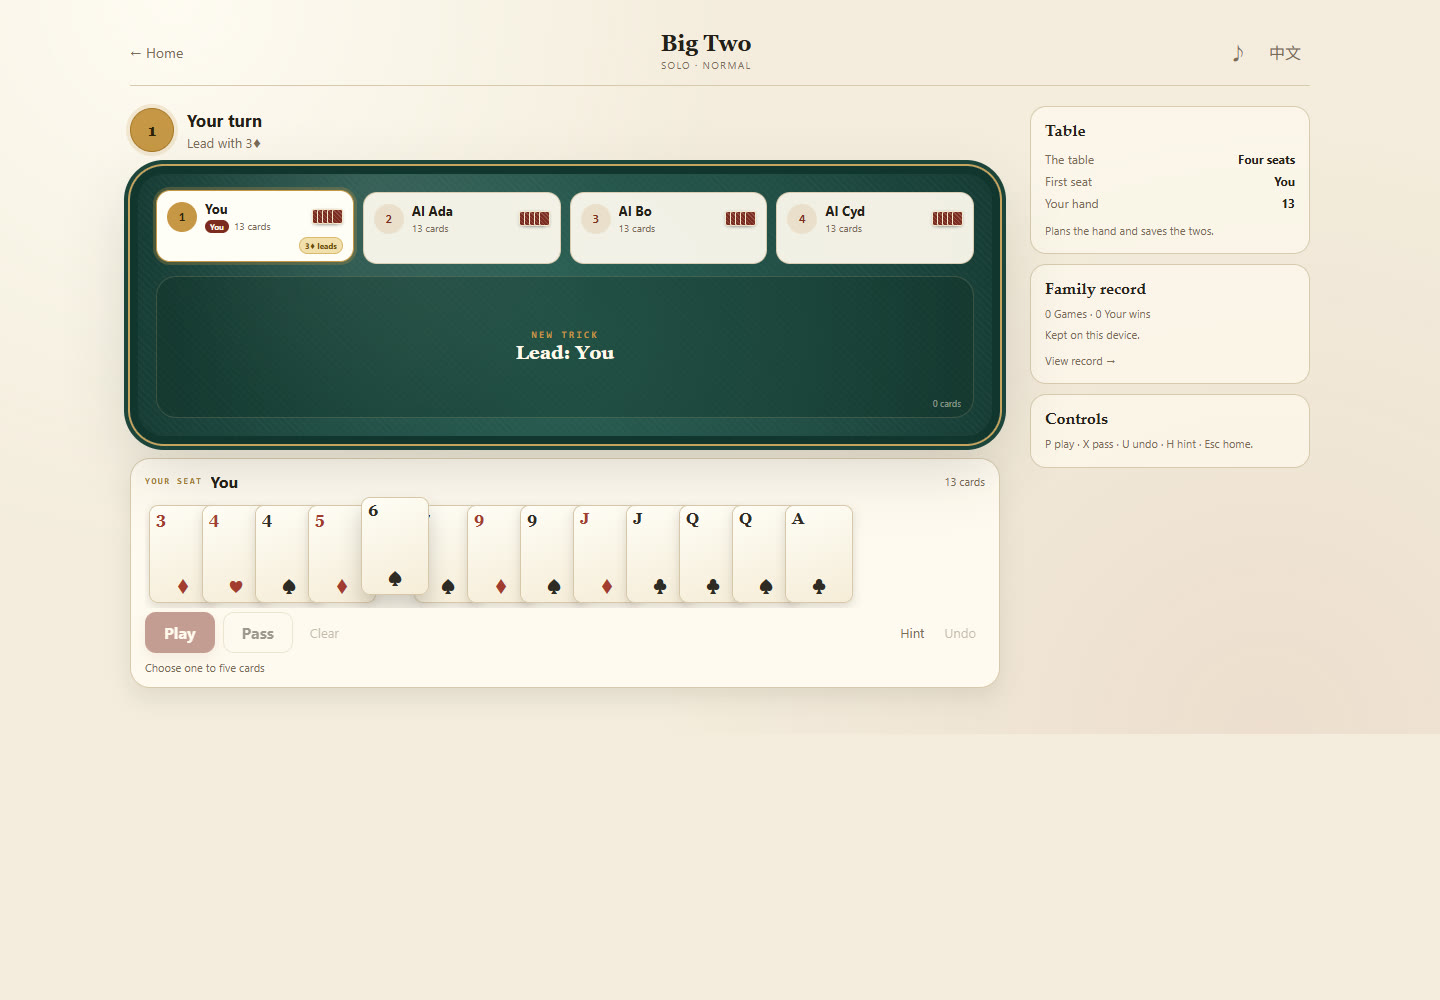 ← Home
Big Two
SOLO · NORMAL
♪ 中文
1
Your turn
Lead with 3♦
1 You
You 13 cards
3♦ leads
2 AI Ada
13 cards
3 AI Bo
13 cards
4 AI Cyd
13 cards
NEW TRICK
Lead: You
0 cards
YOUR SEAT You
13 cards
3♦ 4♥ 4♠ 5♦ 6♠ ♠ 9♦ 9♠ J♦ J♣ Q♣ Q♠ A♣
Play Pass Clear
Hint Undo
Choose one to five cards
Table
The table Four seats
First seat You
Your hand 13
Plans the hand and saves the twos.
Family record
0 Games · 0 Your wins
Kept on this device.
View record →
Controls
P play · X pass · U undo · H hint · Esc home.